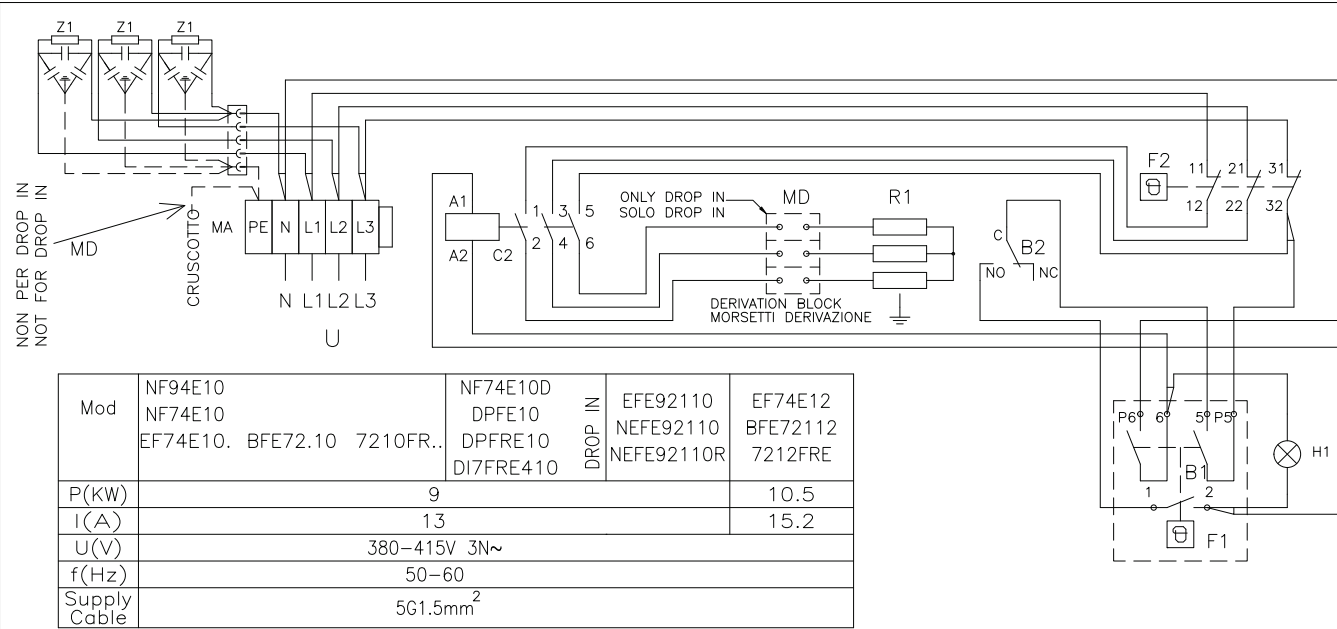 Z1 Z1 Z1
NON PER DROP IN
NOT FOR DROP IN
MD
CRUSCOTTO
MA PE N L1 L2 L3
N L1 L2 L3
U
A1
A2
C2
1 3 5
2 4 6
ONLY DROP IN
SOLO DROP IN
MD
R1
DERIVATION BLOCK
MORSETTI DERIVAZIONE
F2
11 21 31
12 22 32
C
B2
NO NC
P6 6 5 P5
B1
1 2
F1
H1
Mod
NF94E10
NF74E10
EF74E10. BFE72.10 7210FR..
NF74E10D
DPFE10
DPFRE10
DI7FRE410
DROP IN
EFE92110
NEFE92110
NEFE92110R
EF74E12
BFE72112
7212FRE
P(KW) 9 10.5
I(A) 13 15.2
U(V) 380-415V 3N~
f(Hz) 50-60
Supply
Cable
5G1.5mm²